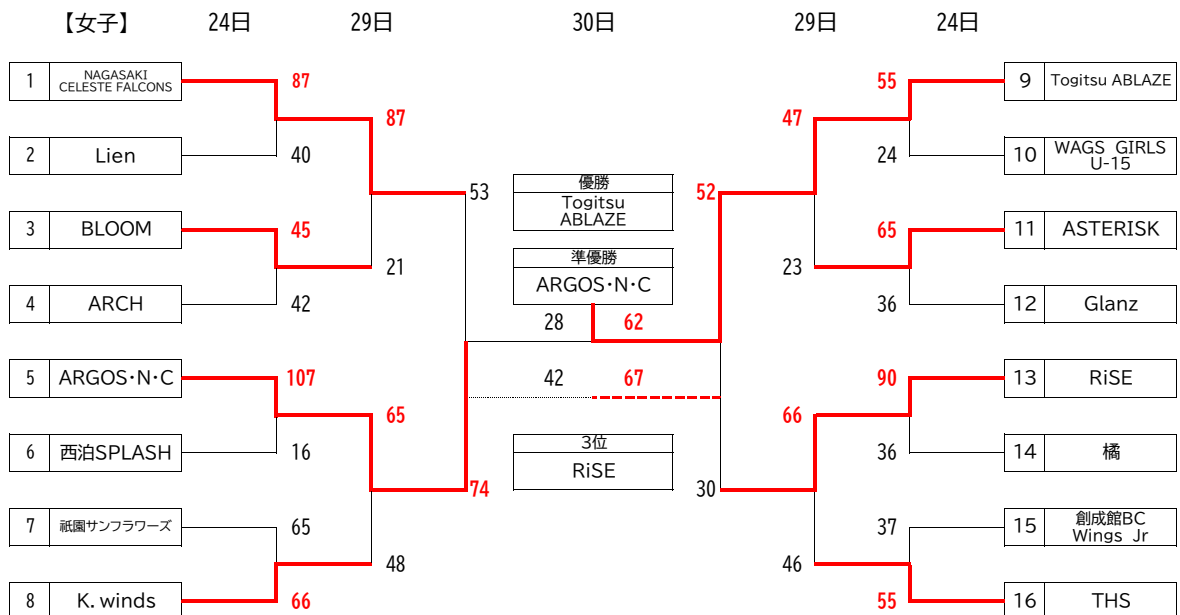 【女子】 24日 29日 30日 29日 24日
1 NAGASAKI
CELESTE FALCONS
87
87
2 Lien
40
3 BLOOM
45
21
4 ARCH
42
5 ARGOS・N・C
107
65
6 西泊SPLASH
16
7 祇園サンフラワーズ
65
48
8 K.winds
66
53
74
優勝
Togitsu
ABLAZE
準優勝
ARGOS・N・C
28 62
42 67
3位
RiSE
52
30
47
23
66
46
55
9 Togitsu ABLAZE
24
10 WAGS GIRLS
U-15
65
11 ASTERISK
36
12 Glanz
90
13 RiSE
36
14 橘
37
15 創成館BC
Wings Jr
55
16 THS